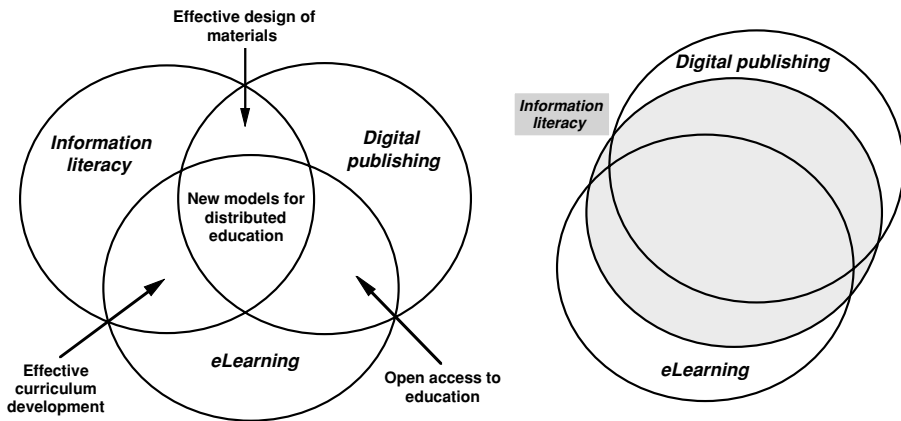 Effective design of
materials
Information
literacy
Digital
publishing
New models for
distributed
education
eLearning
Effective
curriculum
development
Open access to
education
Digital publishing
Information
literacy
eLearning